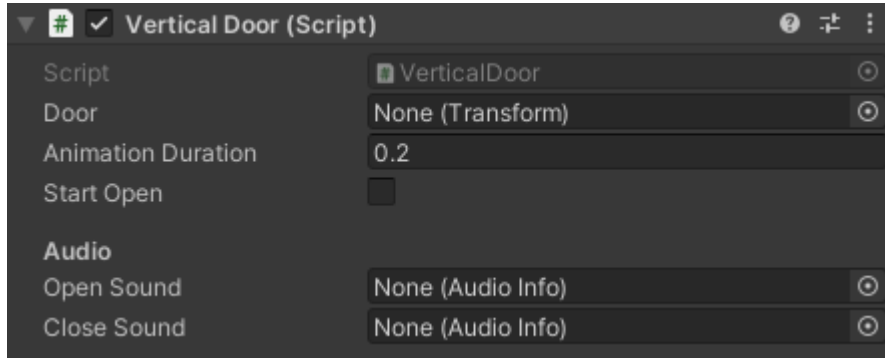 Vertical Door (Script)
Script VerticalDoor
Door None (Transform)
Animation Duration 0.2
Start Open
Audio
Open Sound None (Audio Info)
Close Sound None (Audio Info)